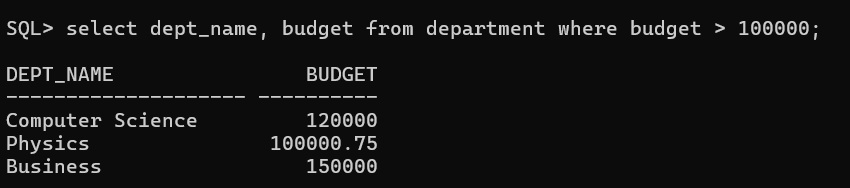 SQL> select dept_name, budget from department where budget > 100000;
DEPT_NAME                BUDGET
-------------------- ----------
Computer Science         120000
Physics               100000.75
Business                 150000